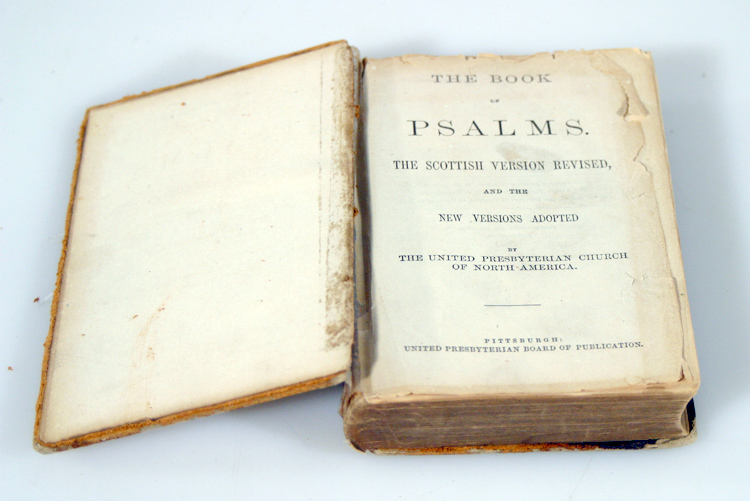 THE BOOK
OF
PSALMS.
THE SCOTTISH VERSION REVISED,
AND THE
NEW VERSIONS ADOPTED
BY
THE UNITED PRESBYTERIAN CHURCH
OF NORTH-AMERICA.
PITTSBURGH:
UNITED PRESBYTERIAN BOARD OF PUBLICATION.